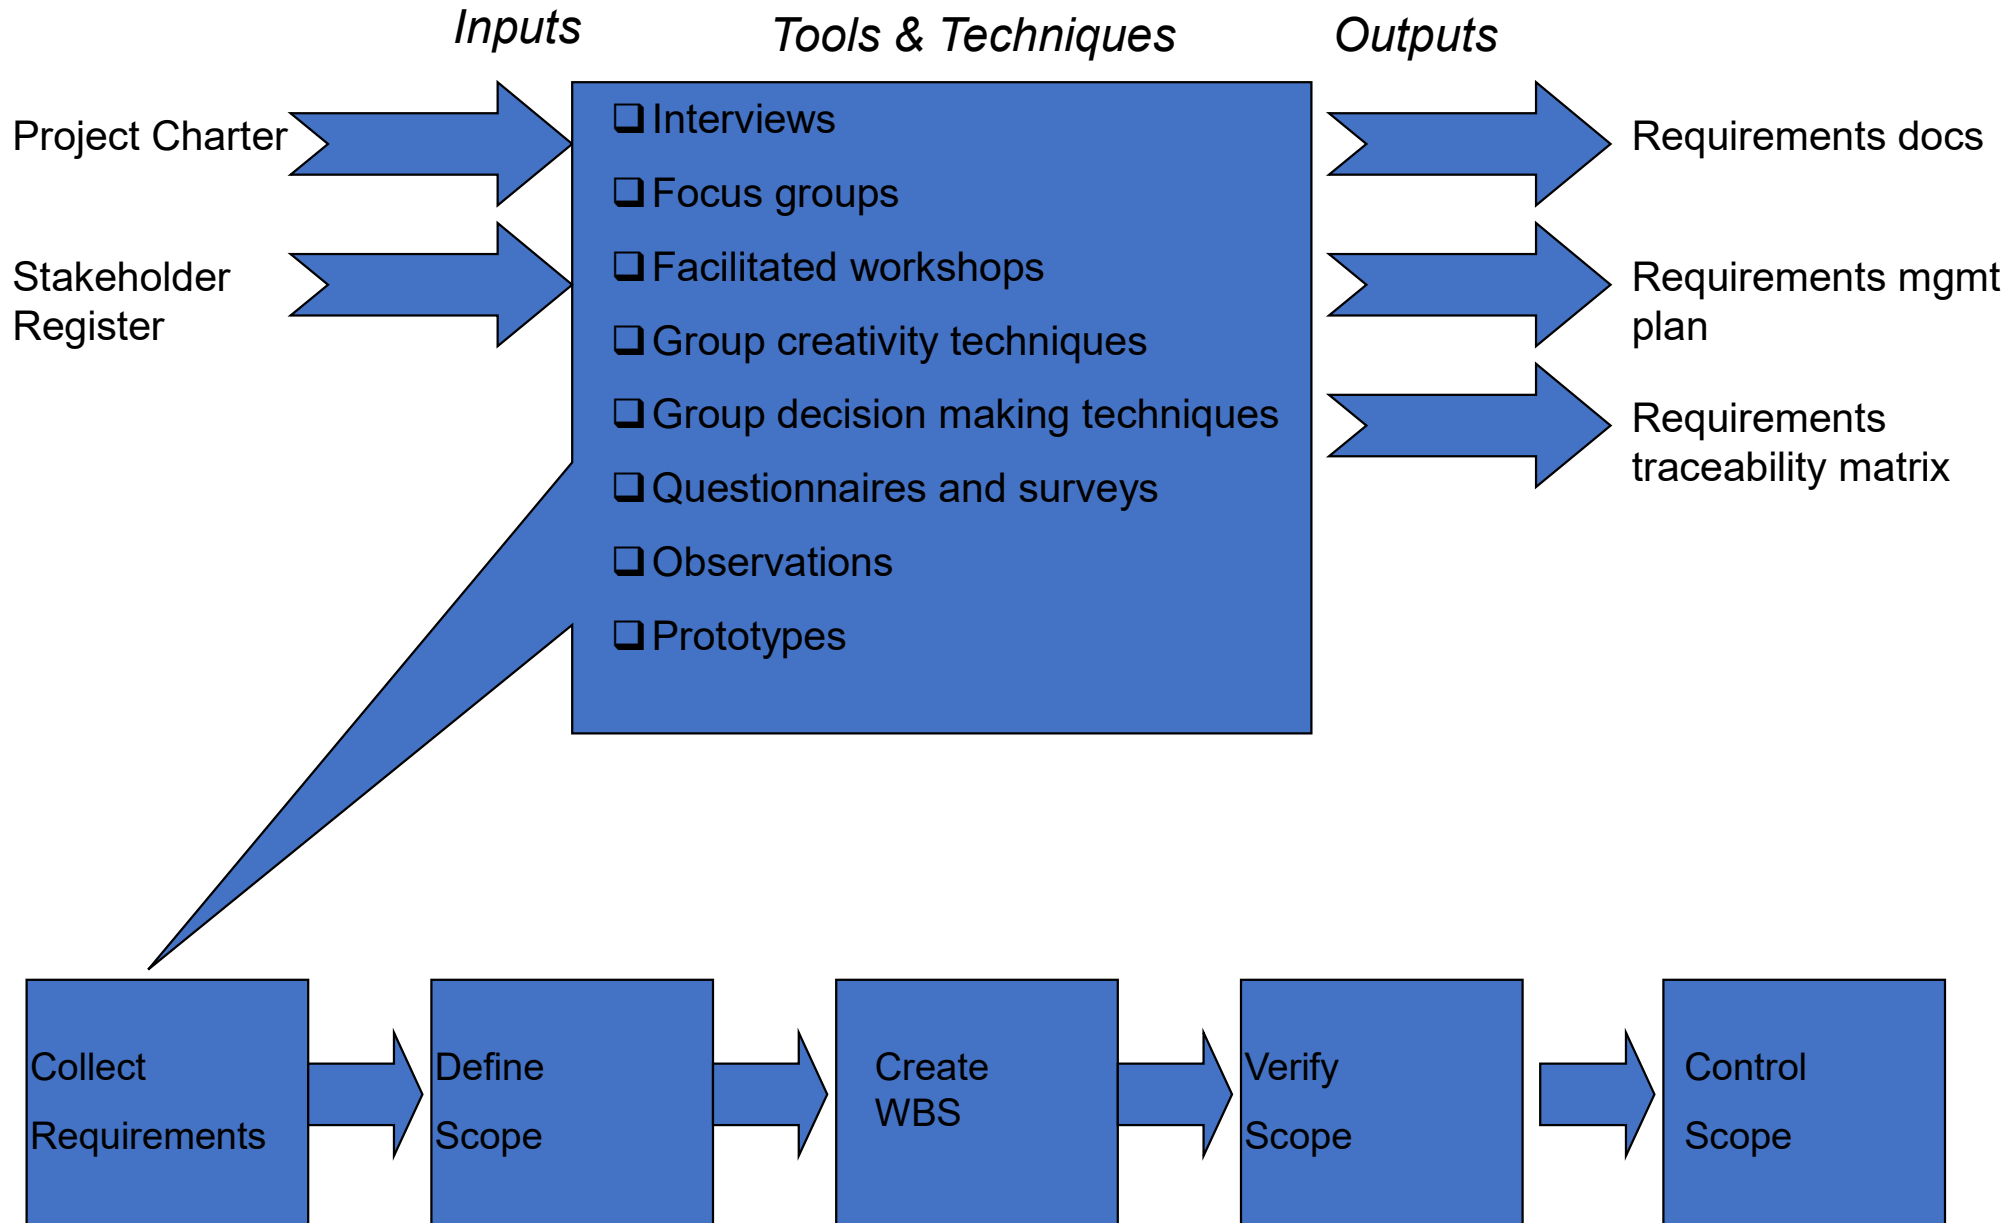 Inputs
Tools & Techniques
Outputs
Project Charter
Stakeholder
Register
❑ Interviews
❑ Focus groups
❑ Facilitated workshops
❑ Group creativity techniques
❑ Group decision making techniques
❑ Questionnaires and surveys
❑ Observations
❑ Prototypes
Requirements docs
Requirements mgmt
plan
Requirements
traceability matrix
Collect
Requirements
Define
Scope
Create
WBS
Verify
Scope
Control
Scope